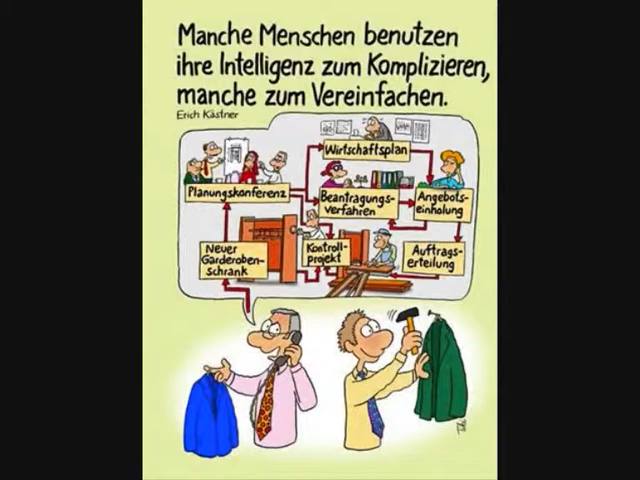 Manche Menschen benutzen
ihre Intelligenz zum Komplizieren,
manche zum Vereinfachen.
Erich Kästner
Wirtschaftsplan
Planungskonferenz
Beantragungs-
verfahren
Angebots-
einholung
Neuer
Garderoben-
schrank
Kontroll-
projekt
Auftrags-
erteilung